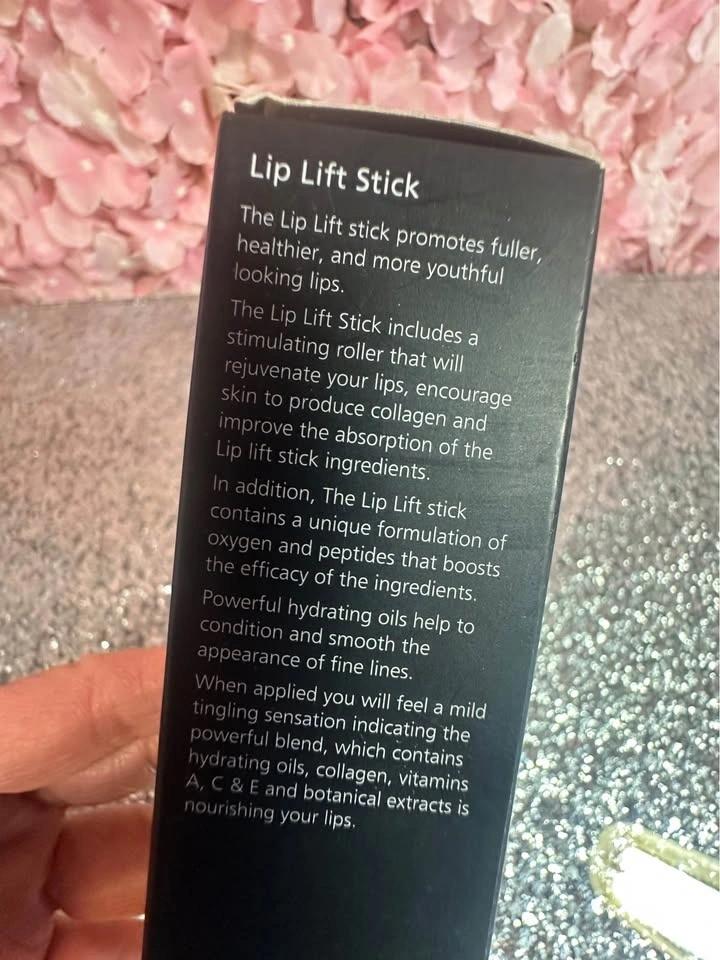 Lip Lift Stick
The Lip Lift stick promotes fuller,
healthier, and more youthful
looking lips.
The Lip Lift Stick includes a
stimulating roller that will
rejuvenate your lips, encourage
skin to produce collagen and
improve the absorption of the
Lip lift stick ingredients.
In addition, The Lip Lift stick
contains a unique formulation of
oxygen and peptides that boosts
the efficacy of the ingredients.
Powerful hydrating oils help to
condition and smooth the
appearance of fine lines.
When applied you will feel a mild
tingling sensation indicating the
powerful blend, which contains
hydrating oils, collagen, vitamins
A, C & E and botanical extracts is
nourishing your lips.